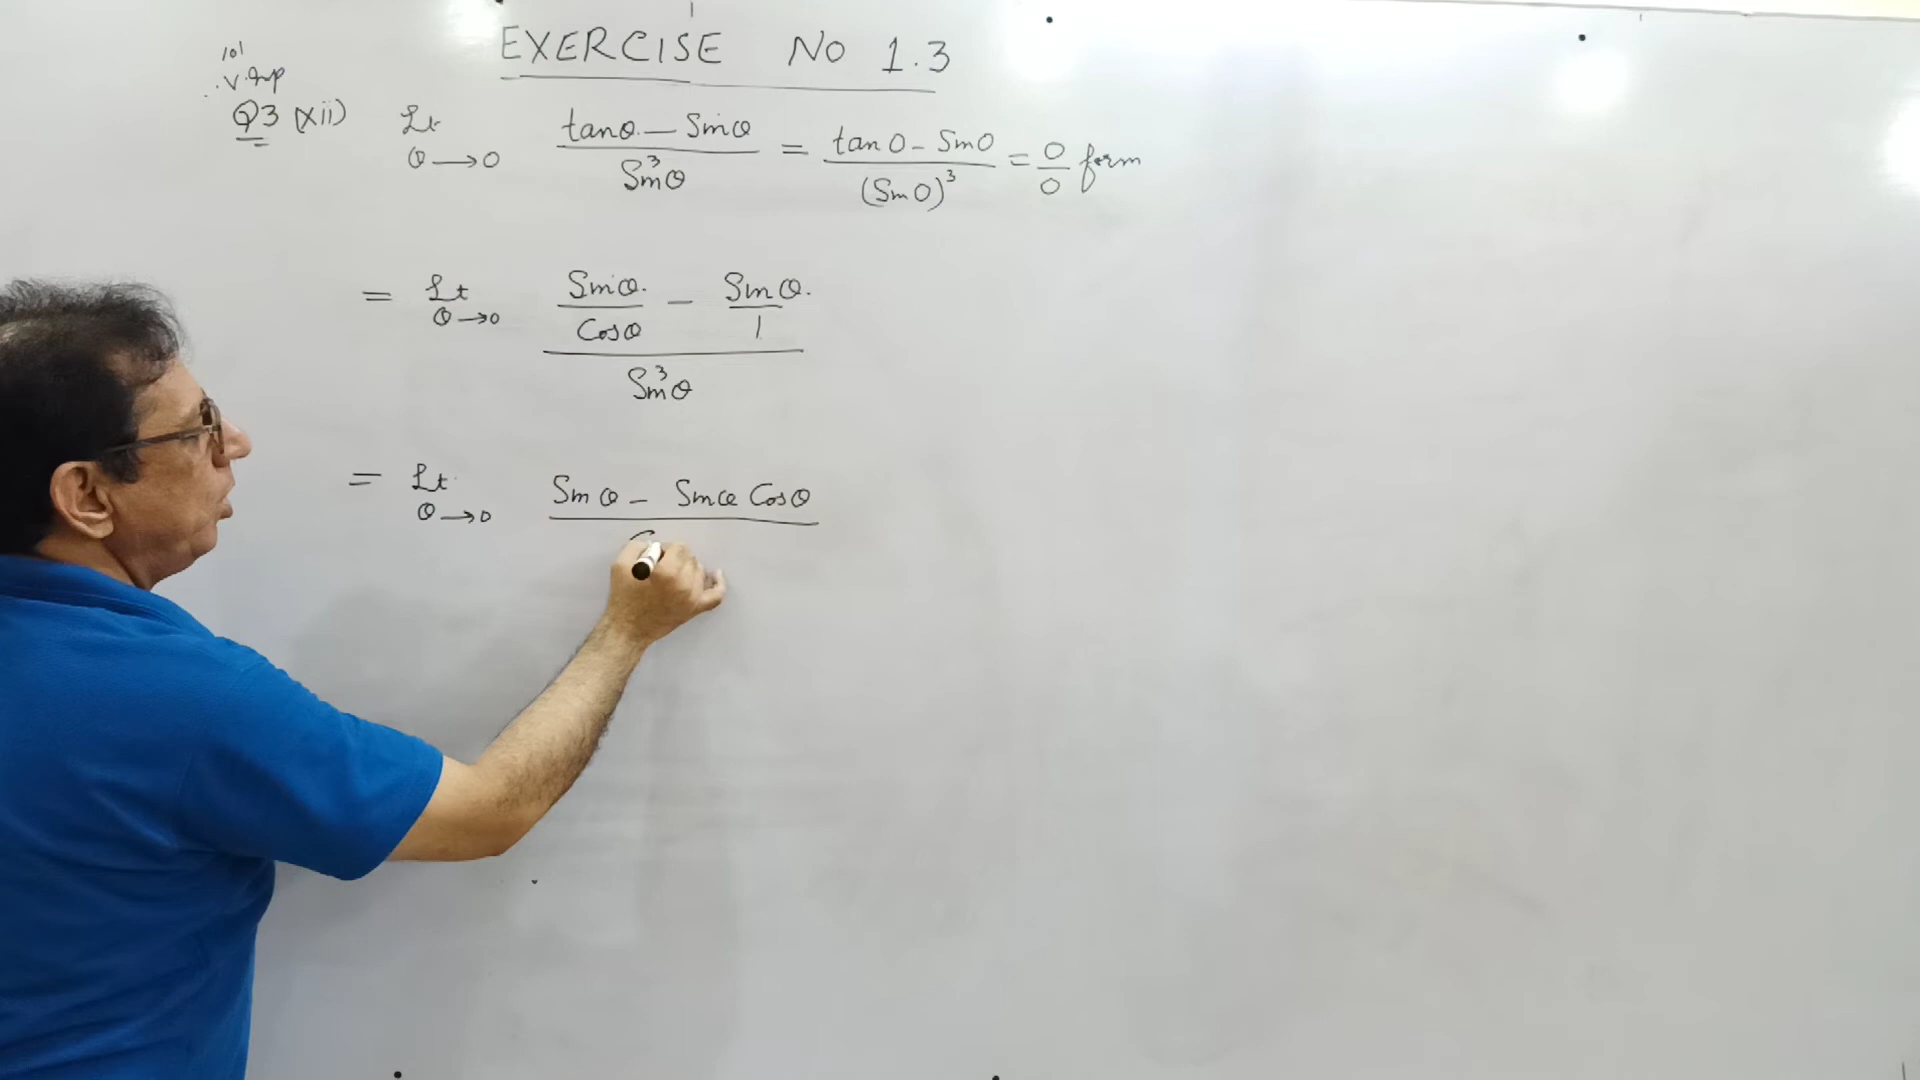 EXERCISE NO 1.3
101
V.Imp
Q3 (xii) Lt θ→0 tanθ - Sinθ / Sin³θ = tan0 - Sin0 / (Sin0)³ = 0/0 form
= Lt θ→0 Sinθ/Cosθ - Sinθ/1 / Sin³θ
= Lt θ→0 Sinθ - Sinθ Cosθ